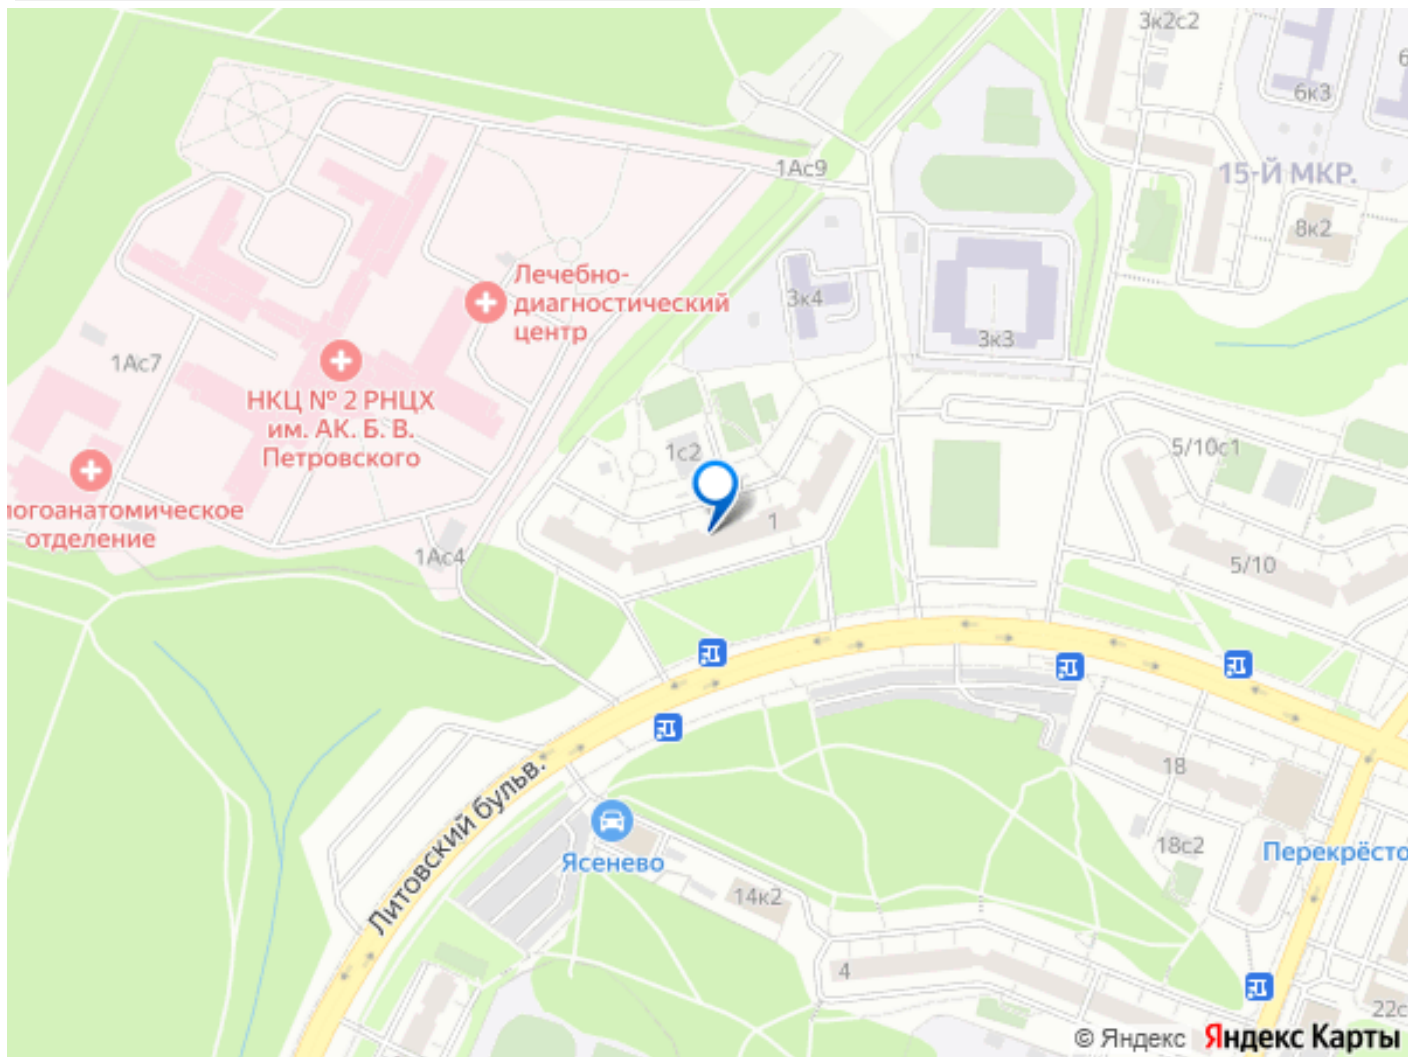 3к2с2
6к3
15-Й МКР.
1Ас9
8к2
Лечебно-
диагностический
центр
3к4
3к3
1Ас7
НКЦ № 2 РНЦХ
им. АК. Б. В.
Петровского
1с2
5/10с1
логоанатомическое
отделение
1
1Ас4
5/10
Литовский бульв.
18
Ясенево
18с2
Перекрёсто
14к2
4
22с
© Яндекс Яндекс Карты